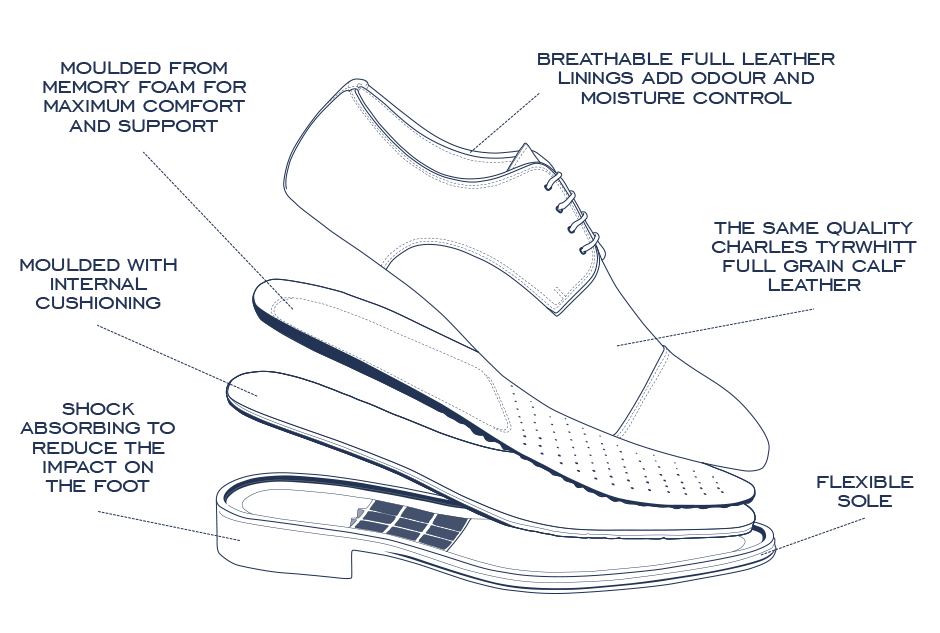 MOULDED FROM
MEMORY FOAM FOR
MAXIMUM COMFORT
AND SUPPORT
BREATHABLE FULL LEATHER
LININGS ADD ODOUR AND
MOISTURE CONTROL
THE SAME QUALITY
CHARLES TYRWHITT
FULL GRAIN CALF
LEATHER
MOULDED WITH
INTERNAL
CUSHIONING
SHOCK
ABSORBING TO
REDUCE THE
IMPACT ON
THE FOOT
FLEXIBLE
SOLE